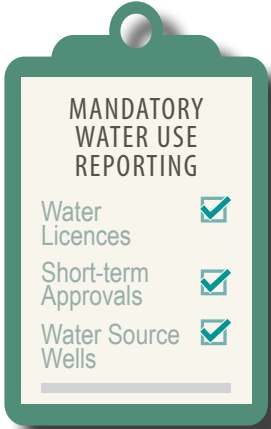 MANDATORY
WATER USE
REPORTING
Water
Licences
Short-term
Approvals
Water Source
Wells